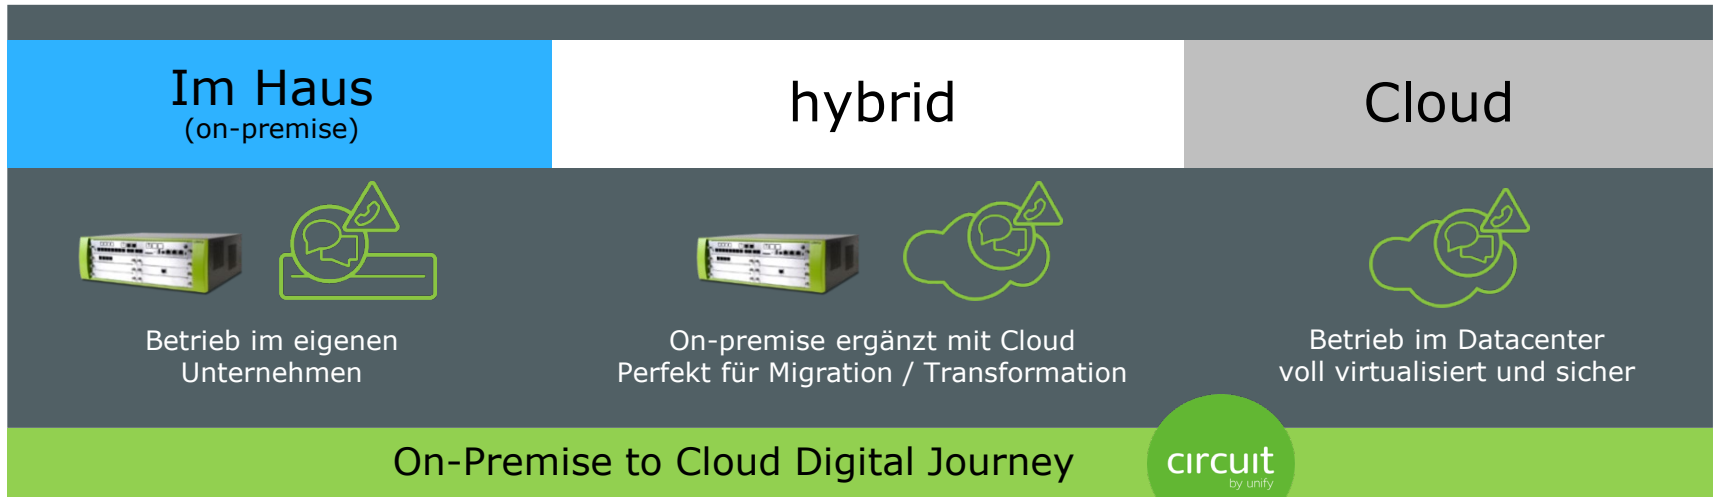 Im Haus
(on-premise)
hybrid
Cloud
Betrieb im eigenen
Unternehmen
On-premise ergänzt mit Cloud
Perfekt für Migration / Transformation
Betrieb im Datacenter
voll virtualisiert und sicher
On-Premise to Cloud Digital Journey
circuit
by unify